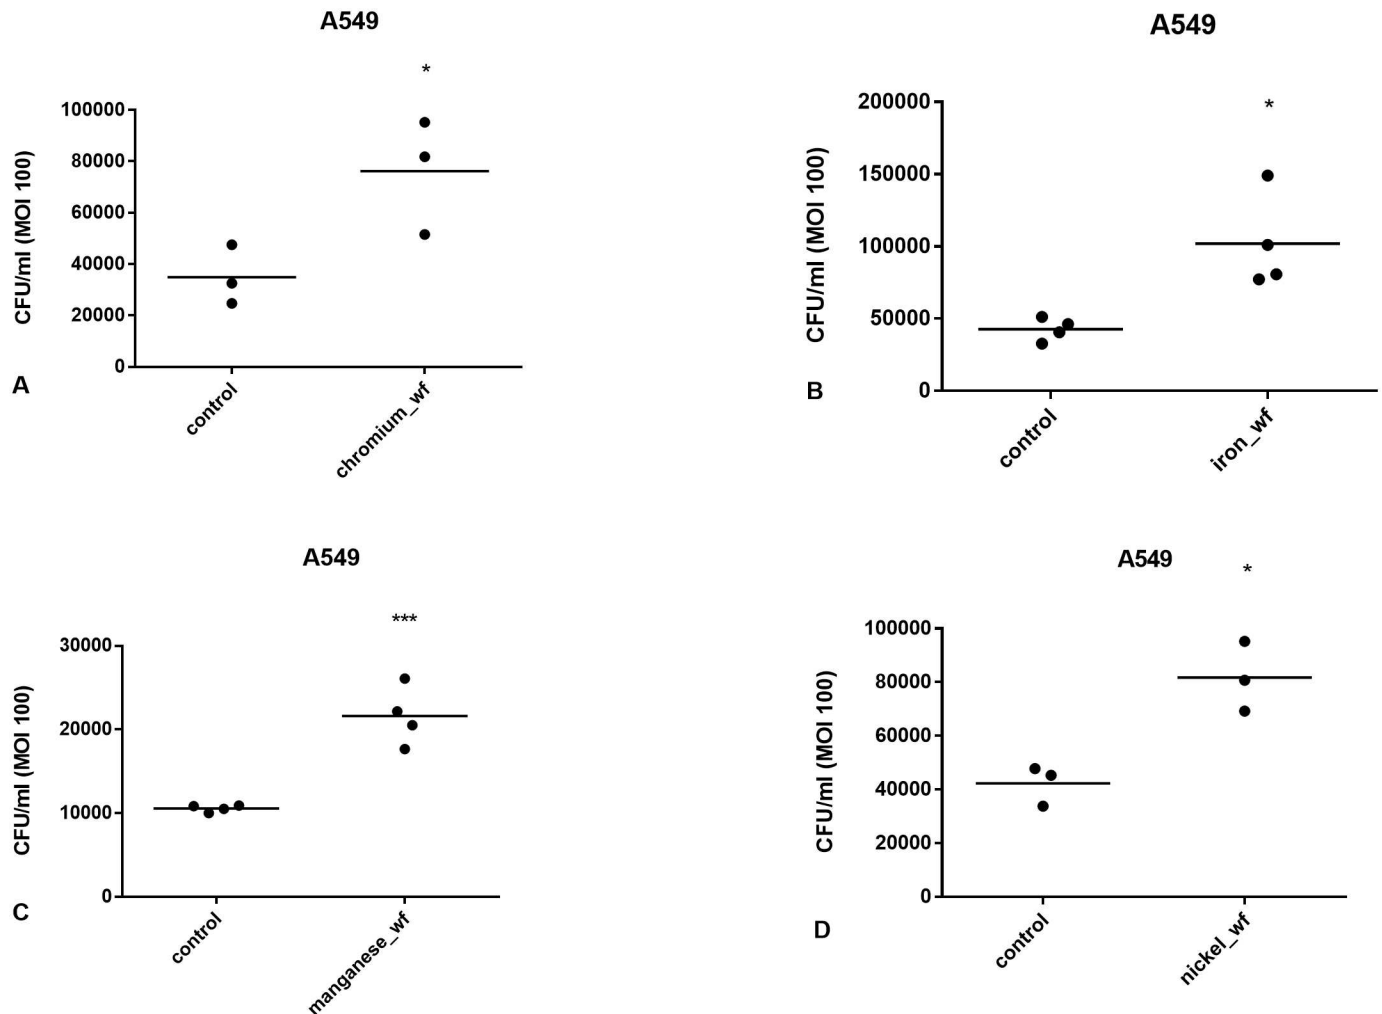 A549
*
CFU/ml (MOI 100)
100000
80000
60000
40000
20000
0
control
chromium_wf
A
A549
*
CFU/ml (MOI 100)
200000
150000
100000
50000
0
control
iron_wf
B
A549
***
CFU/ml (MOI 100)
30000
20000
10000
0
control
manganese_wf
C
A549
*
CFU/ml (MOI 100)
100000
80000
60000
40000
20000
0
control
nickel_wf
D